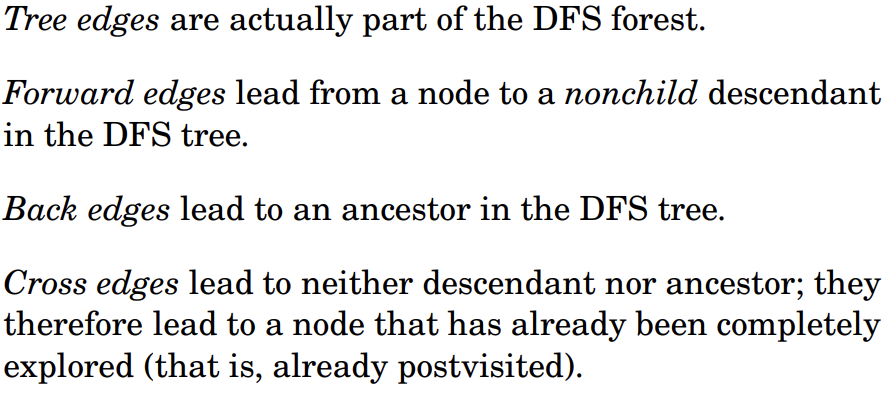 Tree edges are actually part of the DFS forest.
Forward edges lead from a node to a nonchild descendant
in the DFS tree.
Back edges lead to an ancestor in the DFS tree.
Cross edges lead to neither descendant nor ancestor; they
therefore lead to a node that has already been completely
explored (that is, already postvisited).